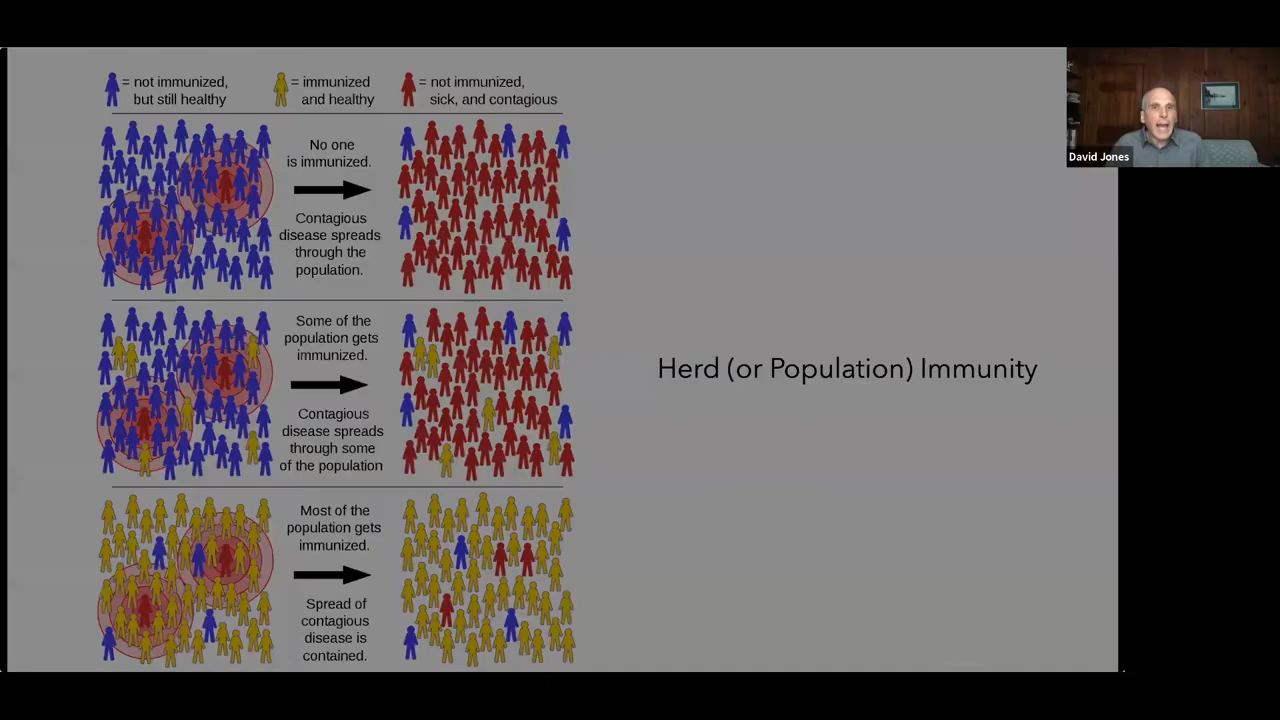 = not immunized,
but still healthy
= immunized
and healthy
= not immunized,
sick, and contagious
No one
is immunized.
Contagious
disease spreads
through the
population.
Some of the
population gets
immunized.
Contagious
disease spreads
through some
of the population
Most of the
population gets
immunized.
Spread of
contagious
disease is
contained.
Herd (or Population) Immunity
David Jones